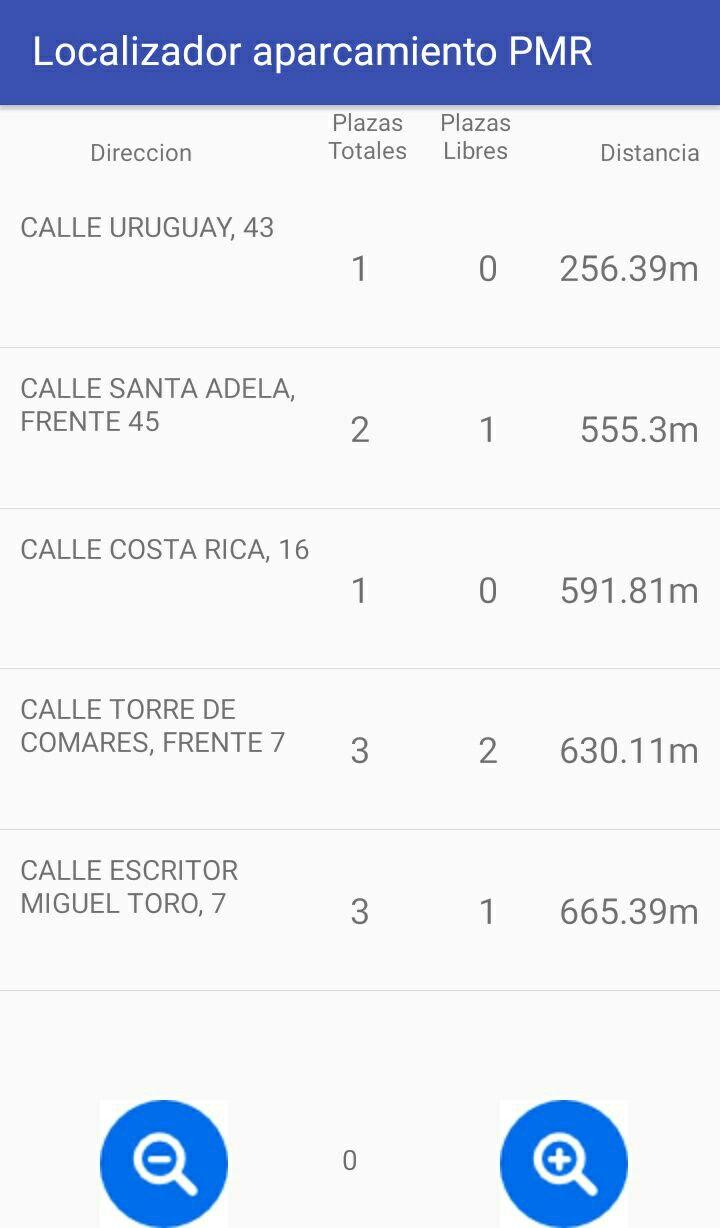 Localizador aparcamiento PMR
Direccion Plazas Totales Plazas Libres Distancia
CALLE URUGUAY, 43
1 0 256.39m
CALLE SANTA ADELA,
FRENTE 45
2 1 555.3m
CALLE COSTA RICA, 16
1 0 591.81m
CALLE TORRE DE
COMARES, FRENTE 7
3 2 630.11m
CALLE ESCRITOR
MIGUEL TORO, 7
3 1 665.39m
0